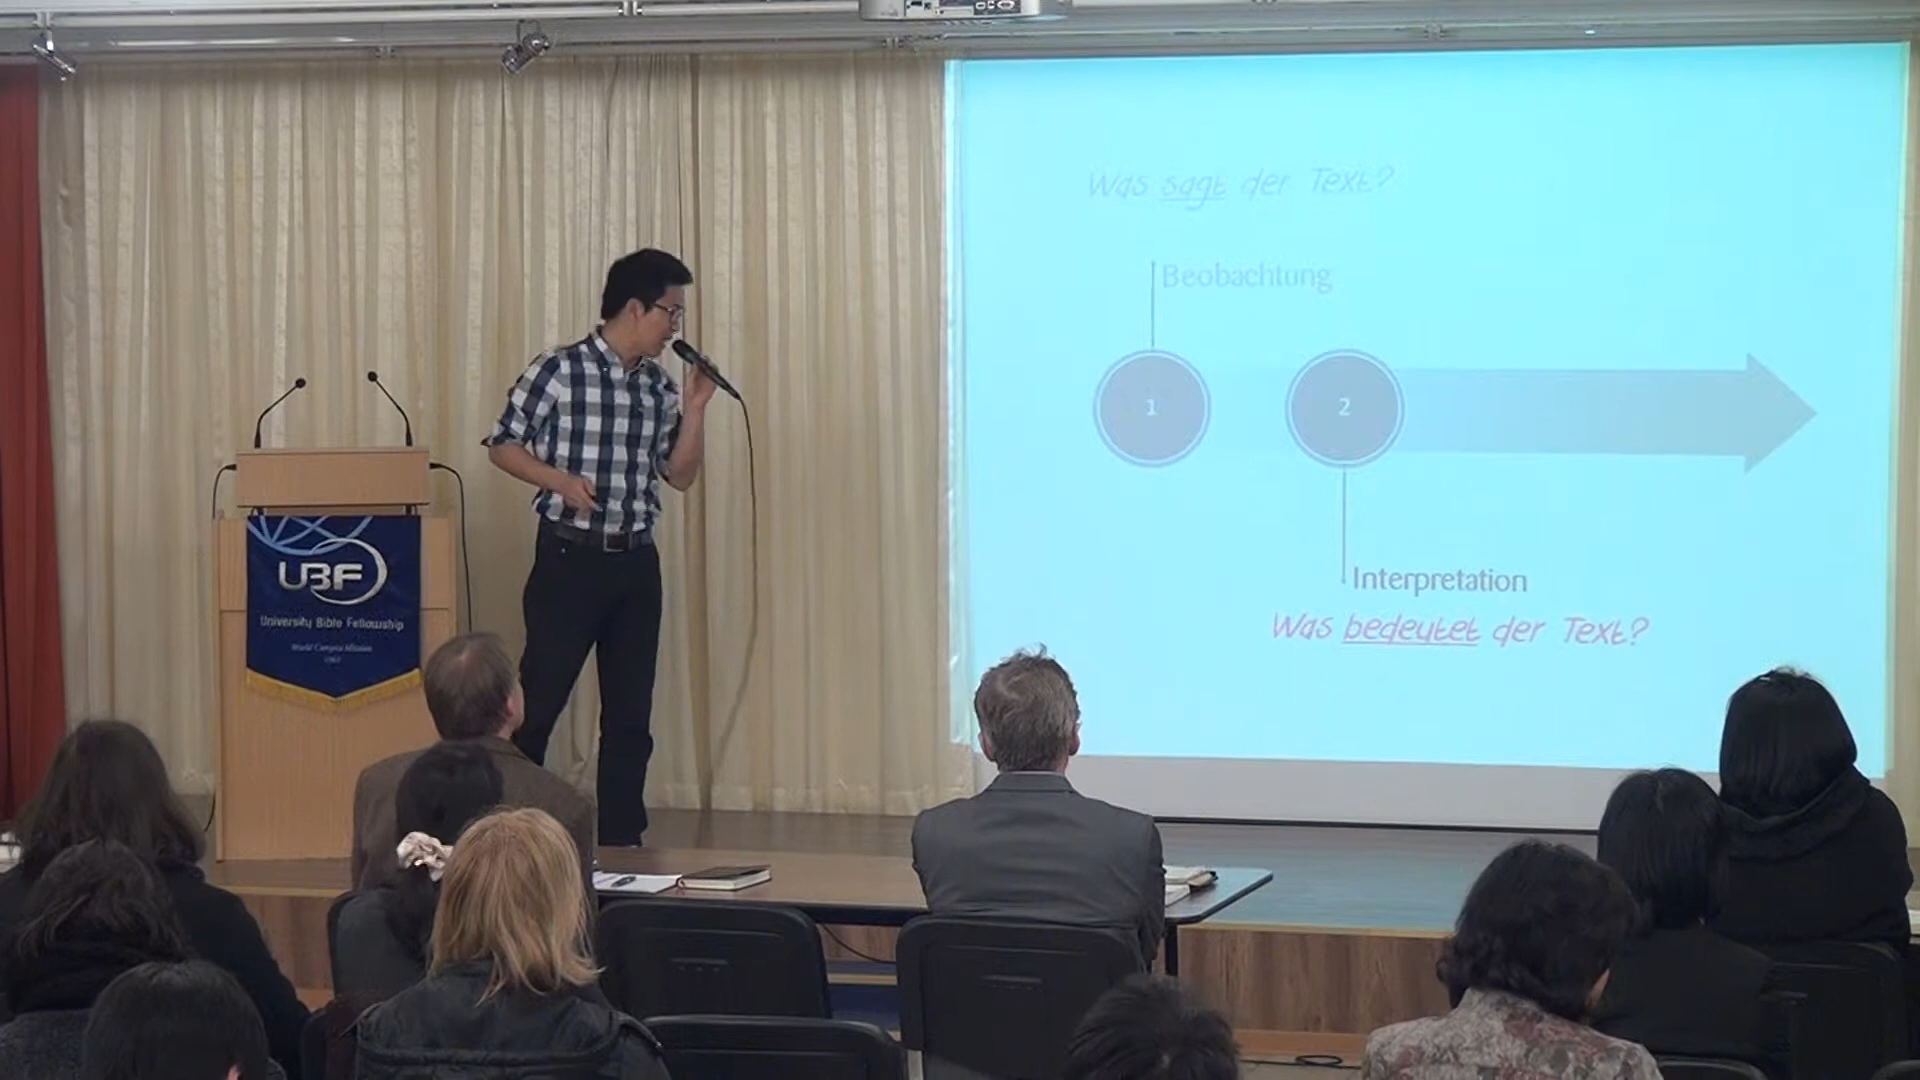 Was sagt der Text?
Beobachtung
1
2
Interpretation
Was bedeutet der Text?
UBF
University Bible Fellowship
World Campus Mission